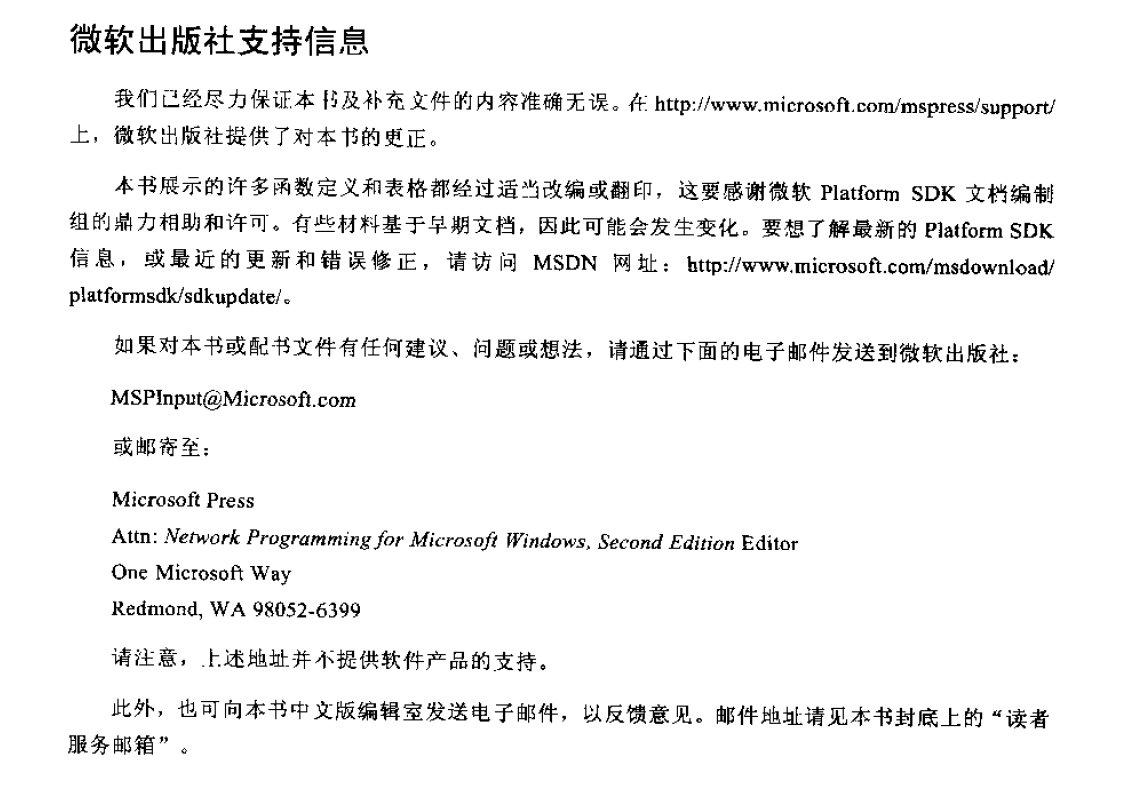 微软出版社支持信息
我们已经尽力保证本书及补充文件的内容准确无误。在 http://www.microsoft.com/mspress/support/
上，微软出版社提供了对本书的更正。
本书展示的许多函数定义和表格都经过适当改编或翻印，这要感谢微软 Platform SDK 文档编制
组的鼎力相助和许可。有些材料基于早期文档，因此可能会发生变化。要想了解最新的 Platform SDK
信息，或最近的更新和错误修正，请访问 MSDN 网址：http://www.microsoft.com/msdownload/
platformsdk/sdkupdate/。
如果对本书或配书文件有任何建议、问题或想法，请通过下面的电子邮件发送到微软出版社：
MSPInput@Microsoft.com
或邮寄至：
Microsoft Press
Attn: Network Programming for Microsoft Windows, Second Edition Editor
One Microsoft Way
Redmond, WA 98052-6399
请注意，上述地址并不提供软件产品的支持。
此外，也可向本书中文版编辑室发送电子邮件，以反馈意见。邮件地址请见本书封底上的“读者
服务邮箱”。